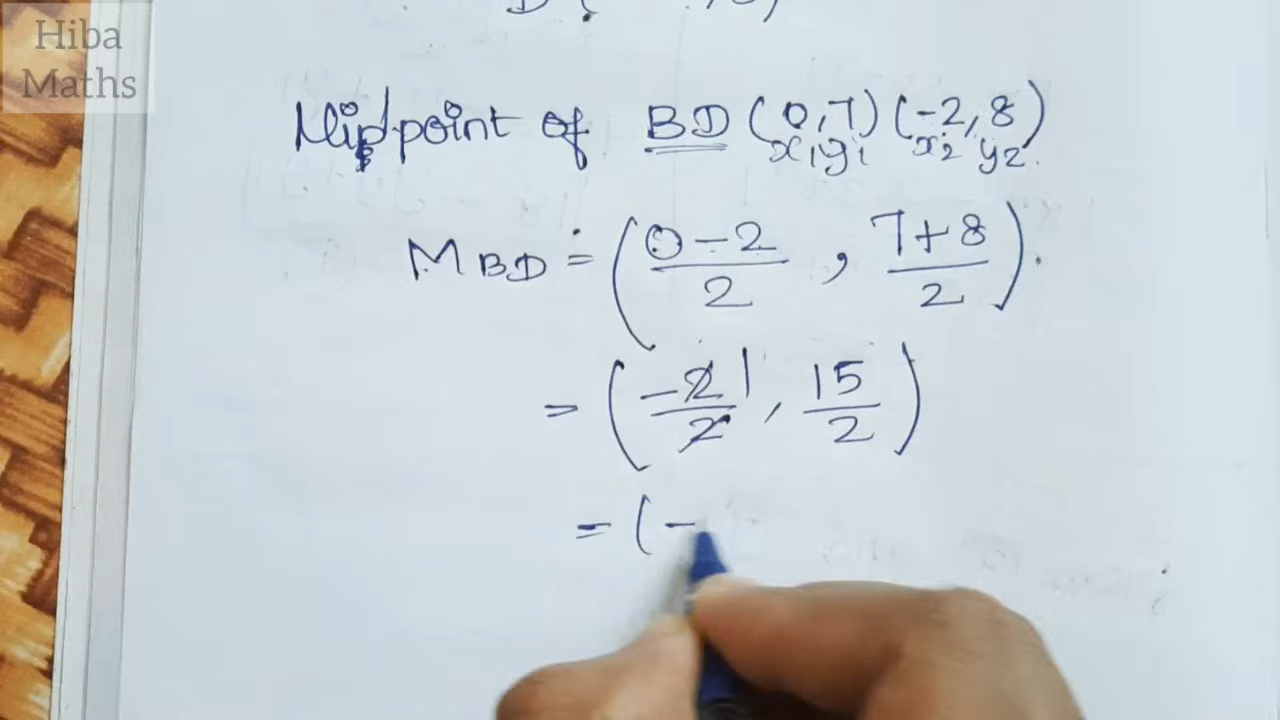 Hiba
Maths
Midpoint of BD (0,7) (-2,8)
x1 y1 x2 y2
MBD = (0-2/2 , 7+8/2).
= (-2/2 1, 15/2)
= (-